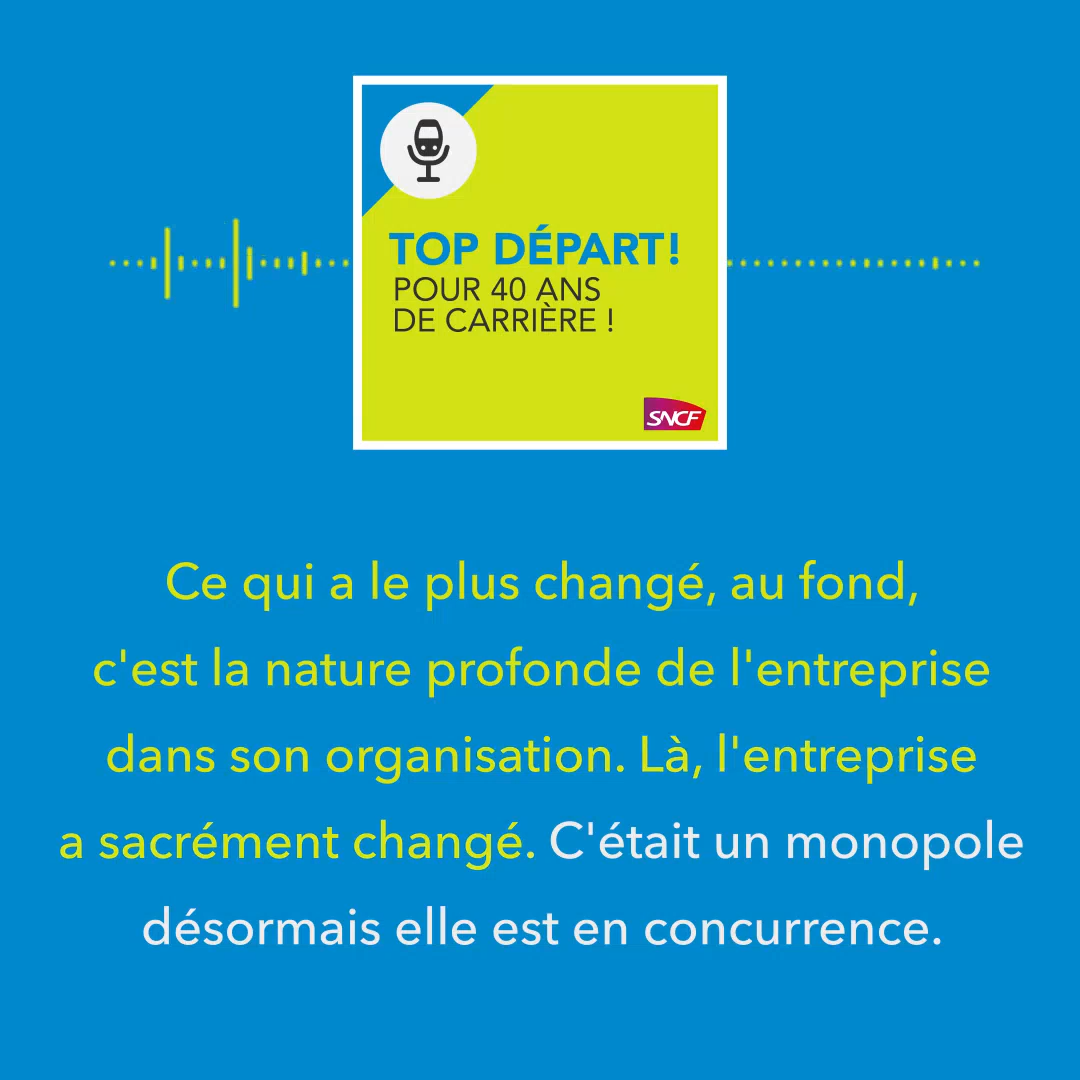 TOP DÉPART!
POUR 40 ANS
DE CARRIÈRE !
SNCF
Ce qui a le plus changé, au fond,
c'est la nature profonde de l'entreprise
dans son organisation. Là, l'entreprise
a sacrément changé. C'était un monopole
désormais elle est en concurrence.